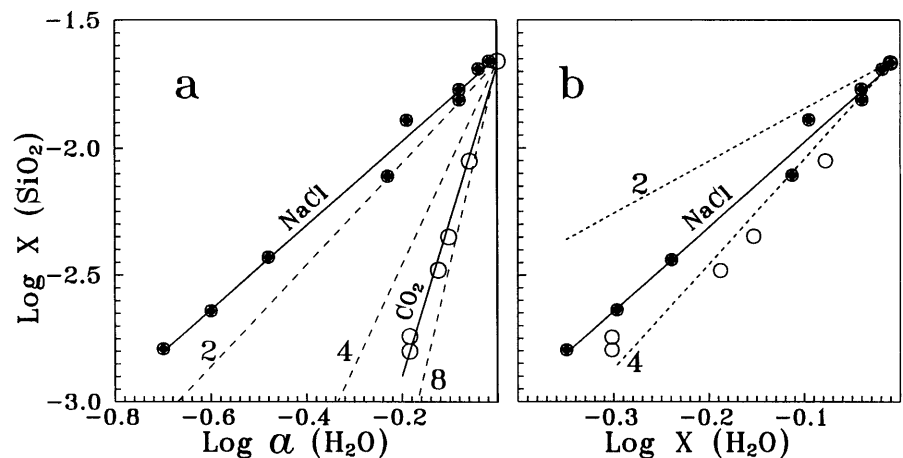 -1.5
-2.0
-2.5
-3.0
Log X (SiO₂)
a
NaCl
CO₂
2
4
8
-0.8
-0.6
-0.4
-0.2
Log α (H₂O)
b
2
NaCl
4
-0.3
-0.2
-0.1
Log X (H₂O)